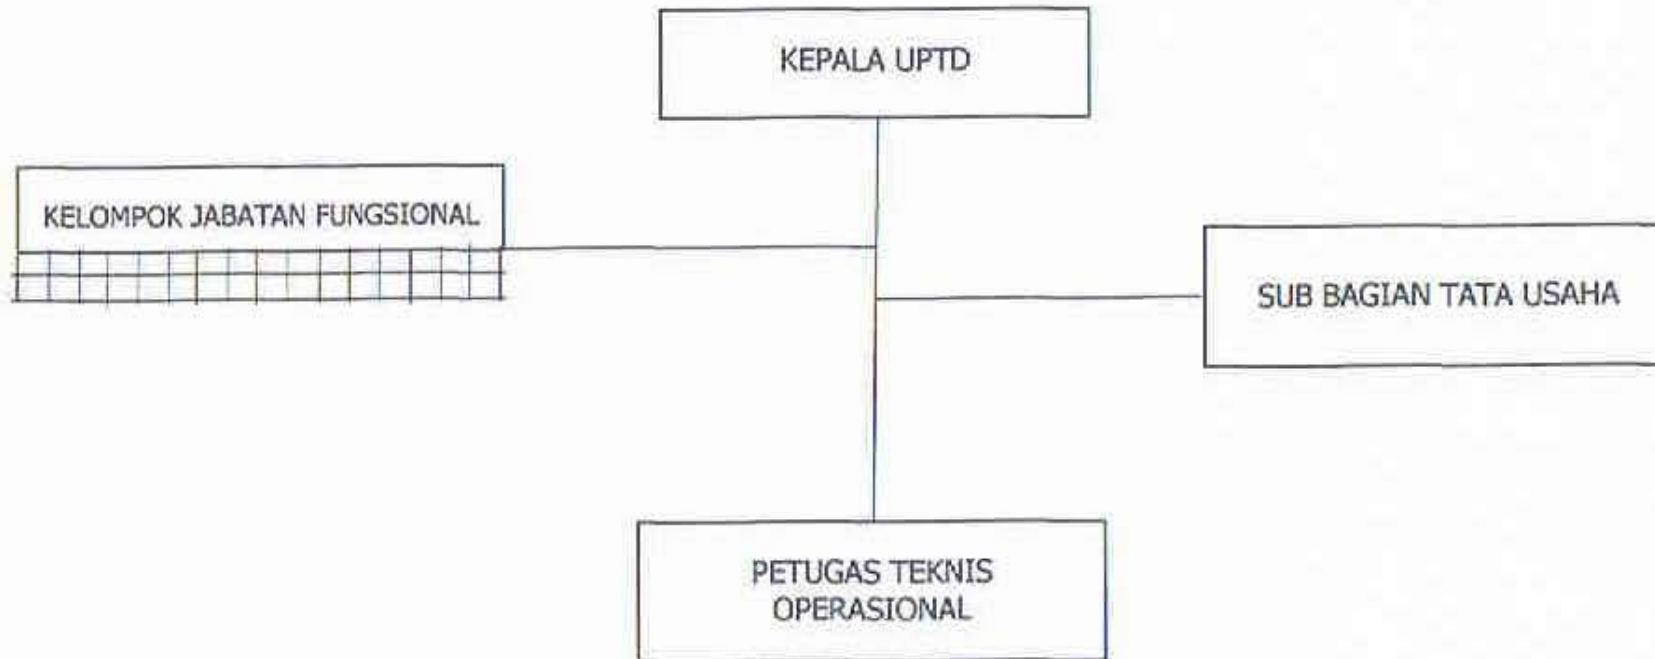 KEPALA UPTD
KELOMPOK JABATAN FUNGSIONAL
SUB BAGIAN TATA USAHA
PETUGAS TEKNIS
OPERASIONAL